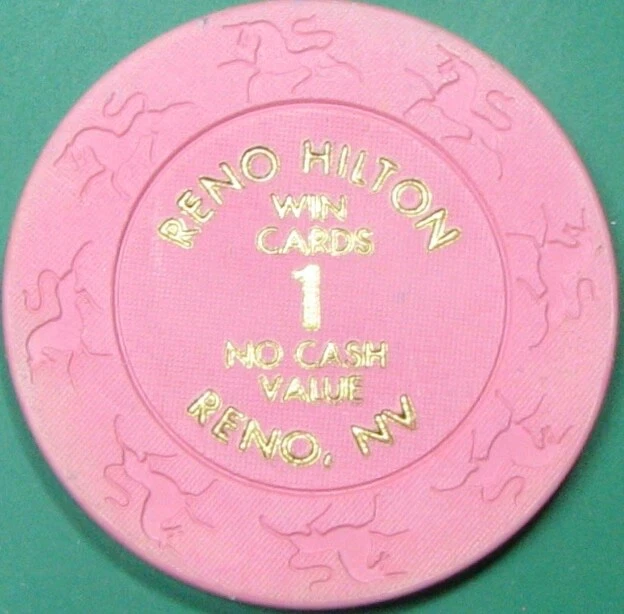 RENO HILTON
WIN
CARDS
1
NO CASH
VALUE
RENO, NV